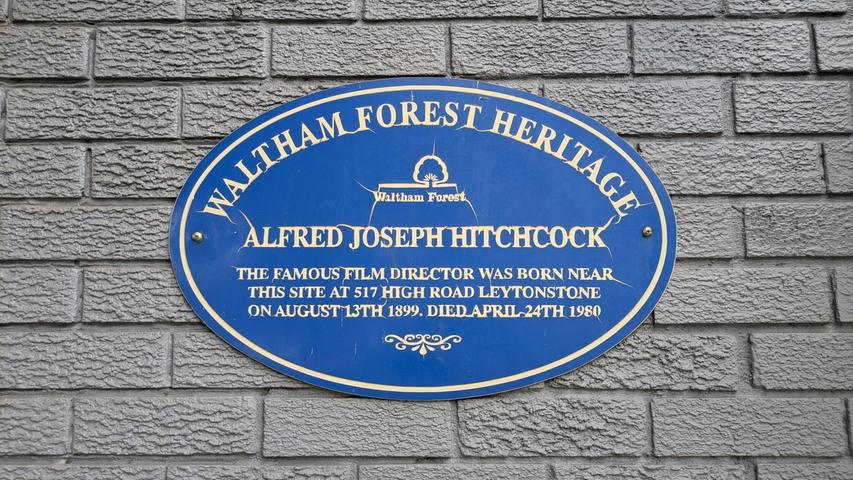 WALTHAM FOREST HERITAGE
Waltham Forest
ALFRED JOSEPH HITCHCOCK
THE FAMOUS FILM DIRECTOR WAS BORN NEAR
THIS SITE AT 517 HIGH ROAD LEYTONSTONE
ON AUGUST 13TH 1899. DIED APRIL 24TH 1980